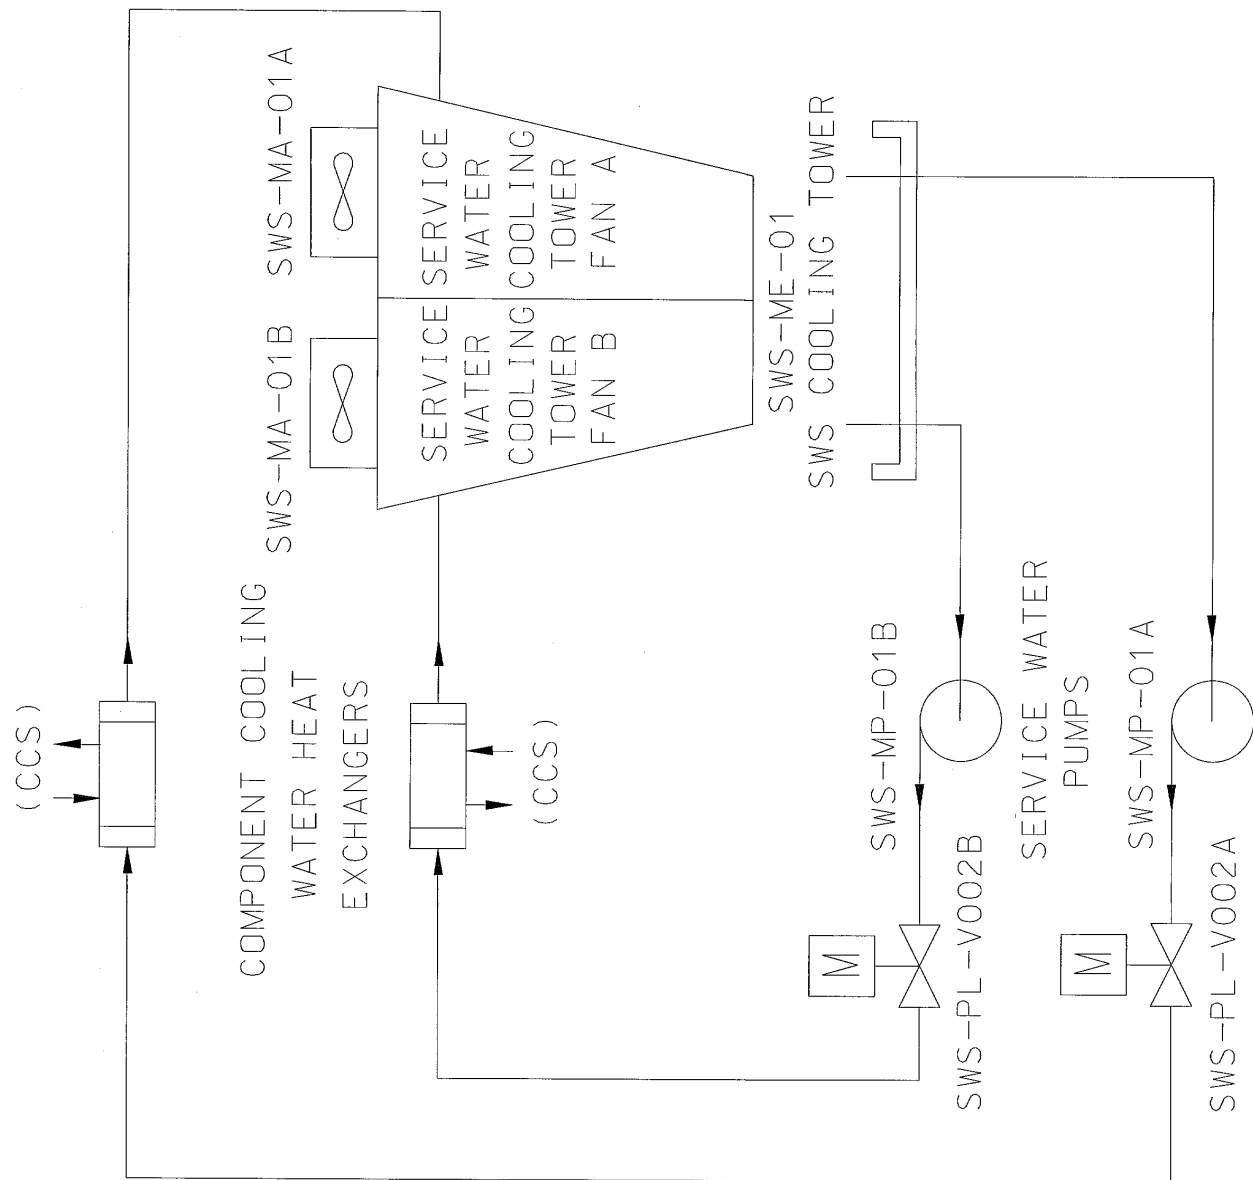 (CCS)
COMPONENT COOLING
WATER HEAT
EXCHANGERS
(CCS)
SWS-MA-01A
SWS-MA-01B
SERVICE
WATER
COOLING
TOWER
FAN A
SERVICE
WATER
COOLING
TOWER
FAN B
SWS-ME-01
SWS COOLING TOWER
SWS-MP-01B
M
SWS-PL-V002B
SERVICE WATER
PUMPS
SWS-MP-01A
M
SWS-PL-V002A